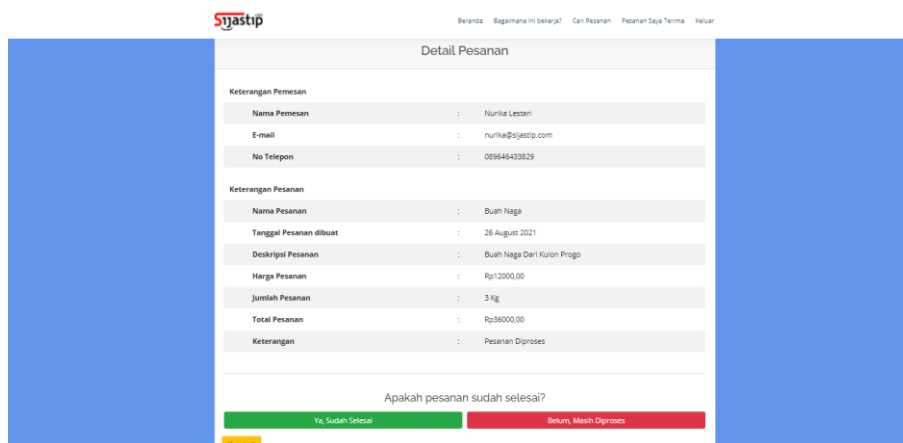 Sijastip
Beranda Bagaimana ini bekerja? Cari Pesanan Pesanan Saya Terima Keluar
Detail Pesanan
Keterangan Pemesan
Nama Pemesan : Nurika Lestari
E-mail : nurika@sijastip.com
No Telepon : 089646433829
Keterangan Pesanan
Nama Pesanan : Buah Naga
Tanggal Pesanan dibuat : 26 August 2021
Deskripsi Pesanan : Buah Naga Dari Kulon Progo
Harga Pesanan : Rp12000,00
Jumlah Pesanan : 3 Kg
Total Pesanan : Rp36000,00
Keterangan : Pesanan Diproses
Apakah pesanan sudah selesai?
Ya, Sudah Selesai Belum, Masih Diproses